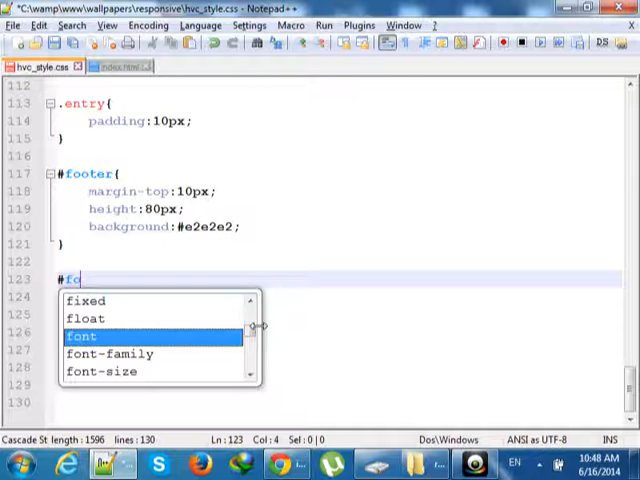 *C:\wamp\www\wallpapers\responsive\hvc_style.css - Notepad++
File Edit Search View Encoding Language Settings Macro Run Plugins Window ? X
hvc_style.css index.html
112
113 .entry{
114 padding:10px;
115 }
116
117 #footer{
118 margin-top:10px;
119 height:80px;
120 background:#e2e2e2;
121 }
122
123 #fo
124 fixed
125 float
126 font
127 font-family
128 font-size
129
130
Cascade St length : 1596 lines : 130 Ln : 123 Col : 4 Sel : 0 | 0 Dos\Windows ANSI as UTF-8 INS
EN 10:48 AM
6/16/2014